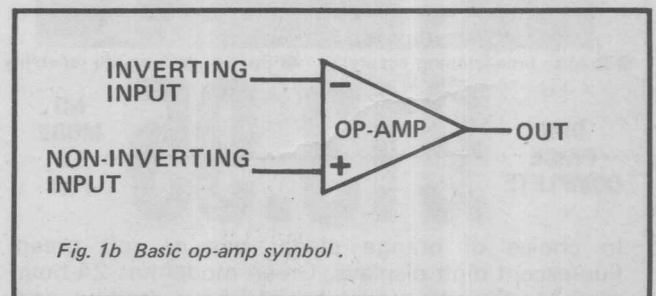 INVERTING
INPUT
−
OP-AMP
OUT
NON-INVERTING
INPUT
+
Fig. 1b Basic op-amp symbol.